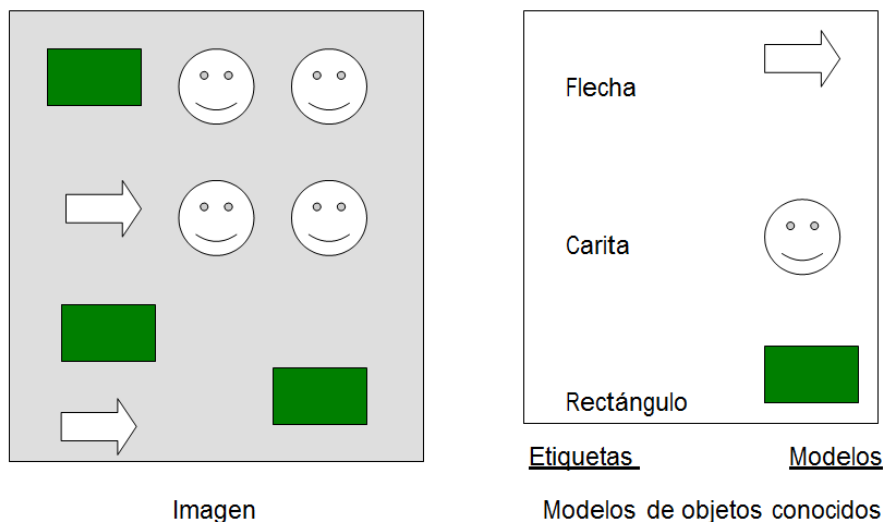 Flecha
Carita
Rectángulo
Etiquetas Modelos
Imagen
Modelos de objetos conocidos